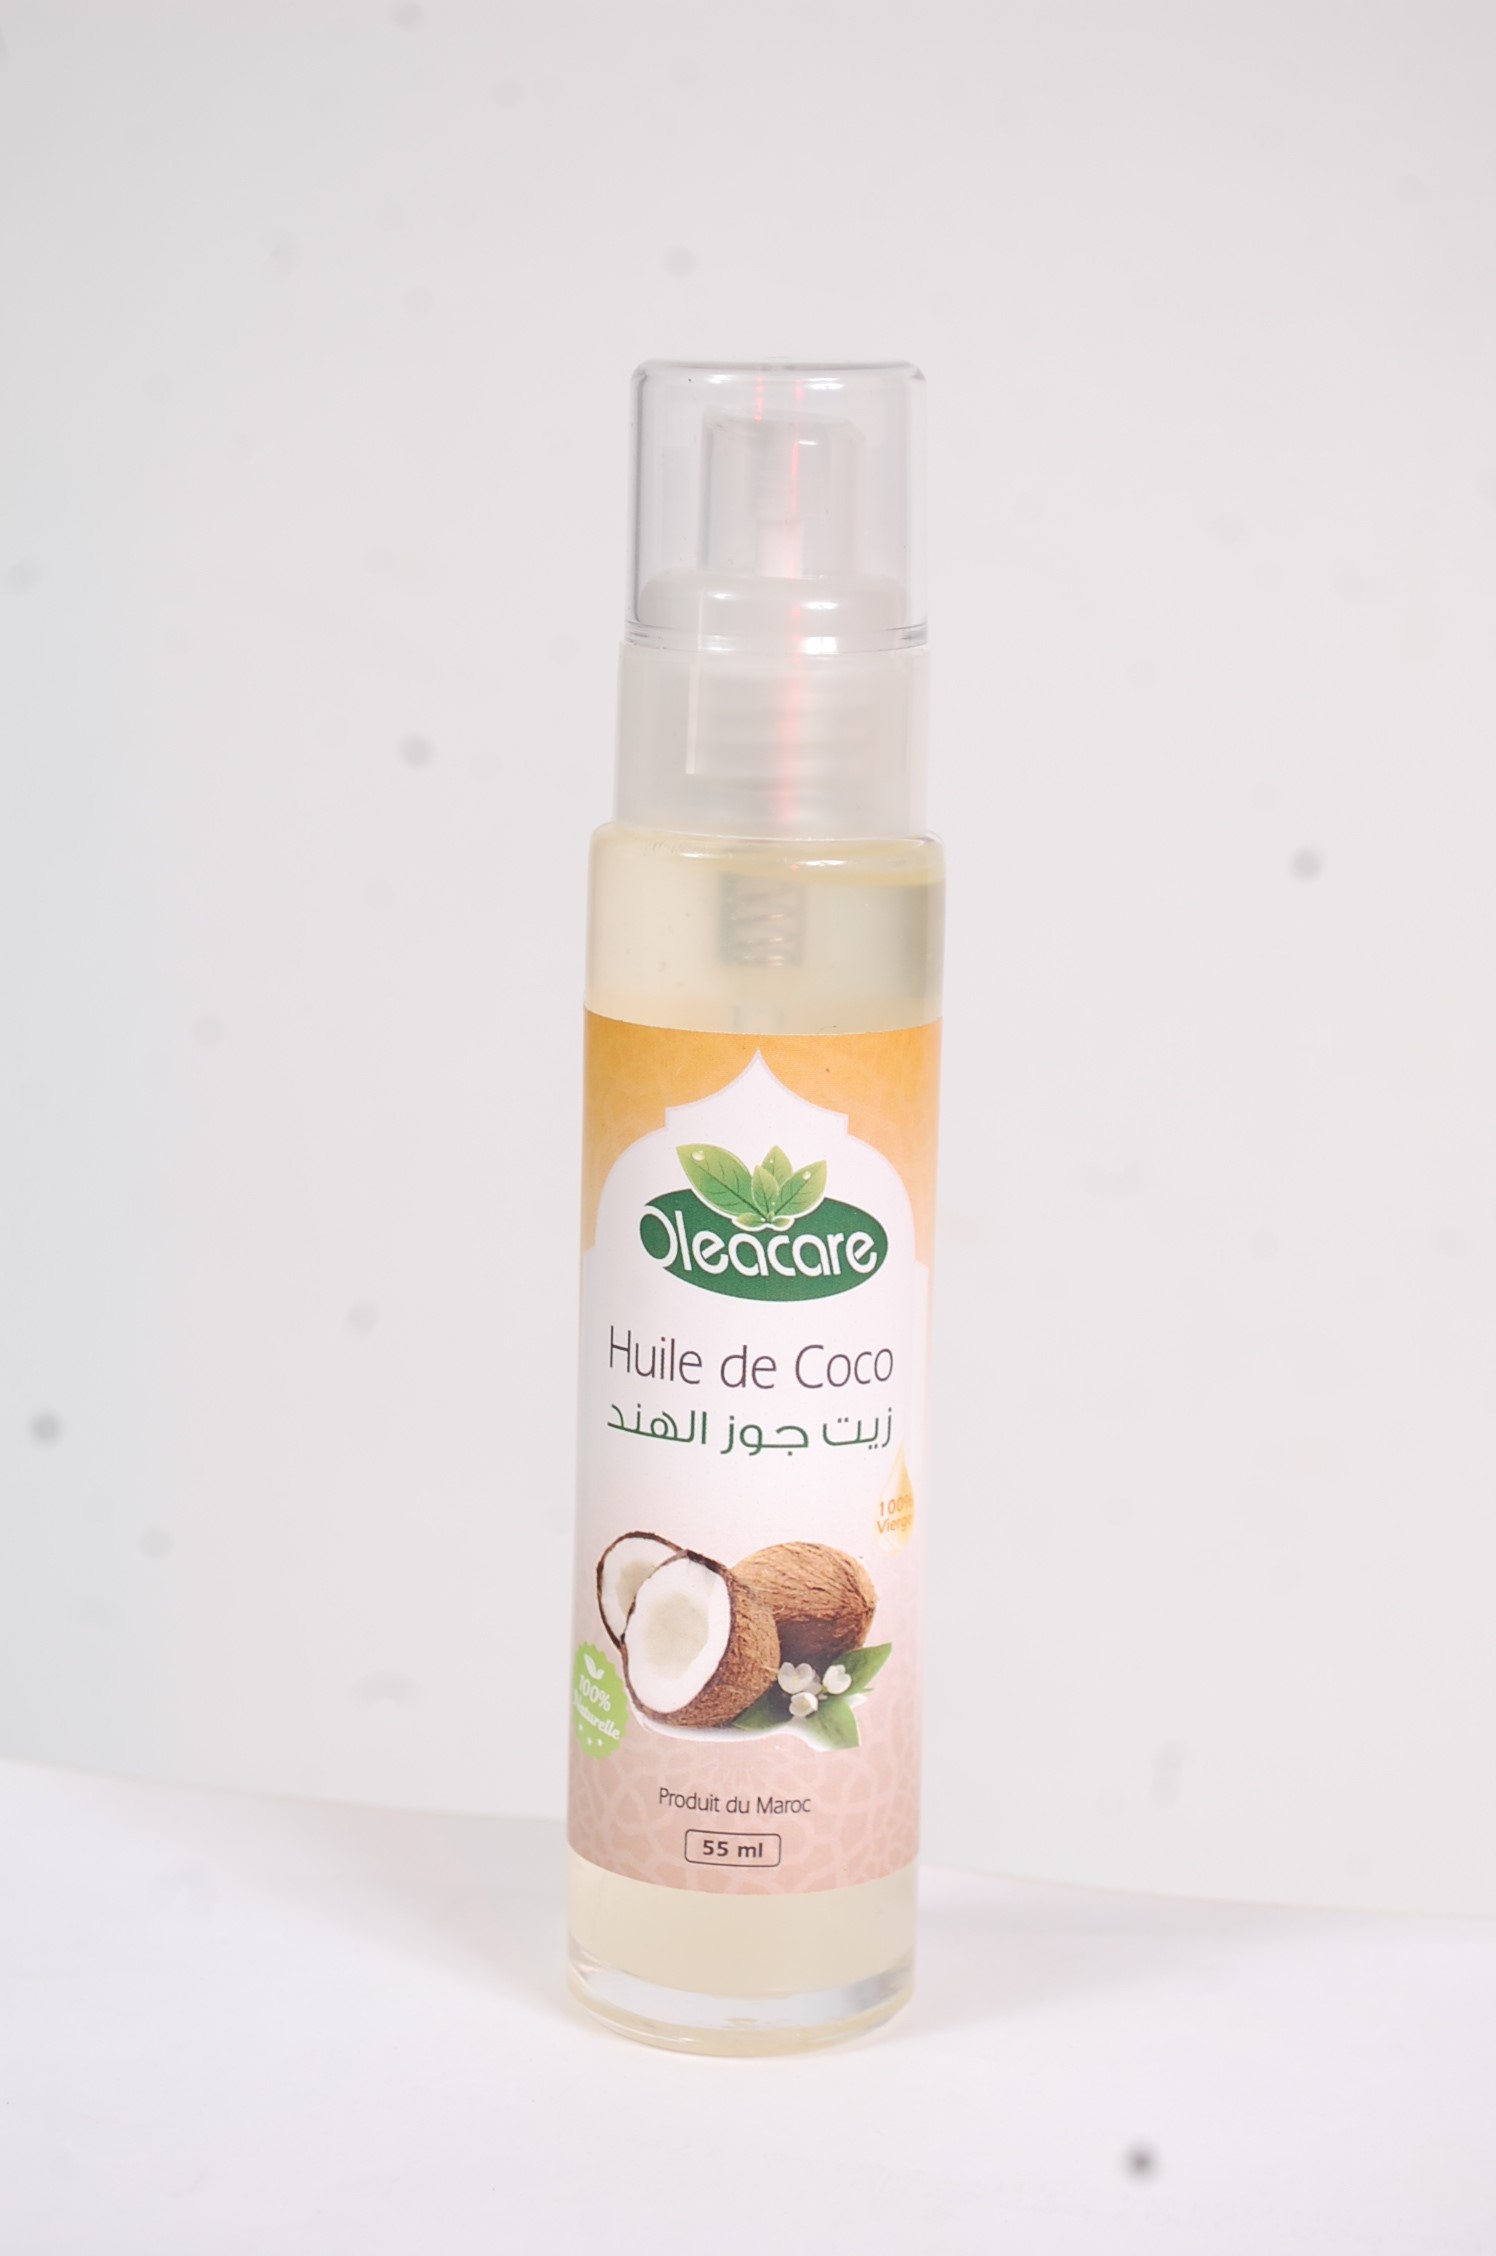 Oleacare
Huile de Coco
زيت جوز الهند
100%
Vierge
100%
Naturelle
Produit du Maroc
55 ml